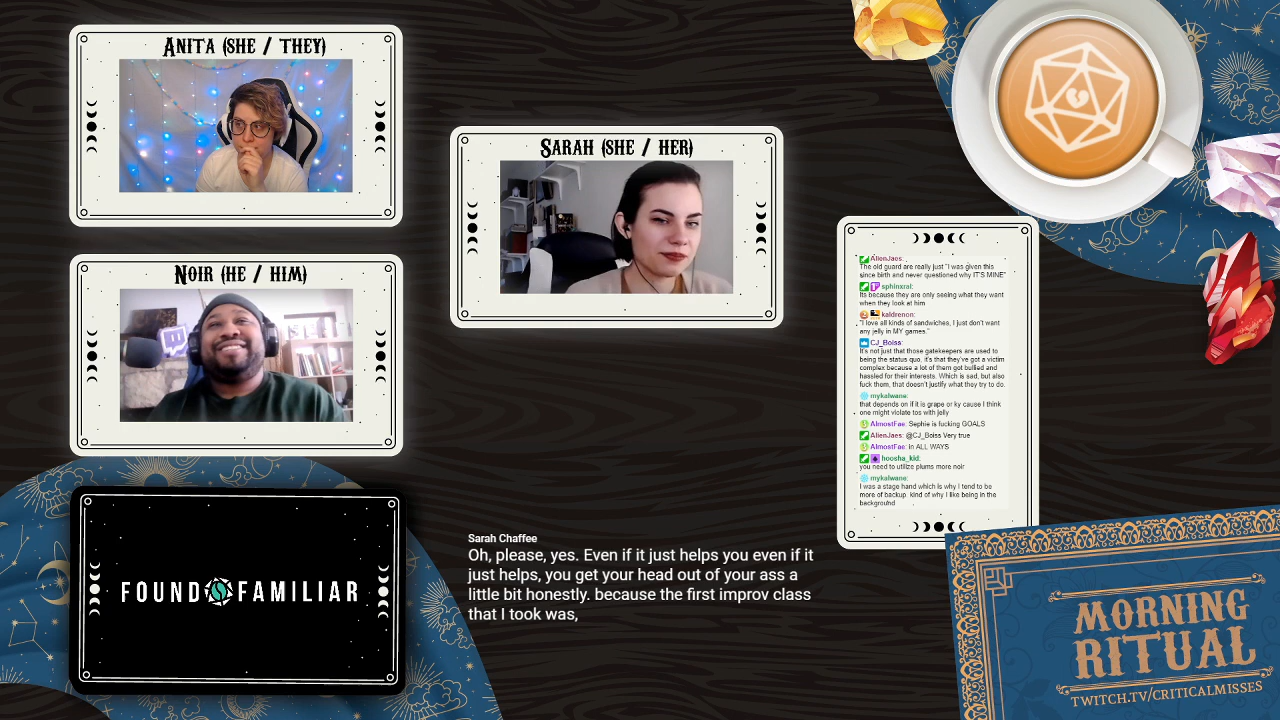 ANITA (SHE / THEY)
SARAH (SHE / HER)
NOIR (HE / HIM)
AlienJaes:
The old guard are really just "I was given this
since birth and never questioned why IT'S MINE"
sphinxral:
Its because they are only seeing what they want
when they look at him
kaldrenon:
"I love all kinds of sandwiches, I just don't want
any jelly in MY games."
CJ_Boiss:
It's not just that those gatekeepers are used to
being the status quo, it's that they've got a victim
complex because a lot of them got bullied and
hassled for their interests. Which is sad, but also
fuck them, that doesn't justify what they try to do.
mykalwane:
that depends on if it is grape or ky cause I think
one might violate tos with jelly
AlmostFae: Sephie is fucking GOALS
AlienJaes: @CJ_Boiss Very true
AlmostFae: in ALL WAYS
hoosha_kid:
you need to utilize plums more noir
mykalwane:
I was a stage hand which is why I tend to be
more of backup. kind of why I like being in the
background
FOUND FAMILIAR
Sarah Chaffee
Oh, please, yes. Even if it just helps you even if it
just helps, you get your head out of your ass a
little bit honestly. because the first improv class
that I took was,
MORNING
RITUAL
TWITCH.TV/CRITICALMISSES